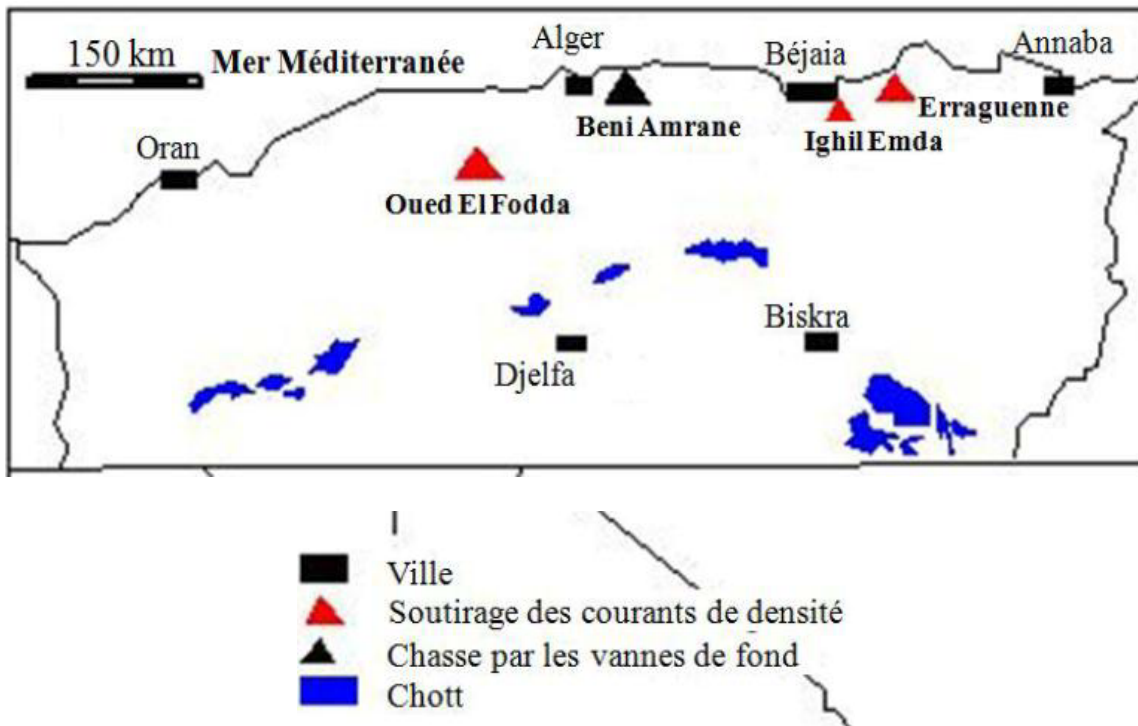 150 km
Mer Méditerranée
Alger
Béjaia
Annaba
Beni Amrane
Erraguenne
Ighil Emda
Oran
Oued El Fodda
Biskra
Djelfa
Ville
Soutirage des courants de densité
Chasse par les vannes de fond
Chott